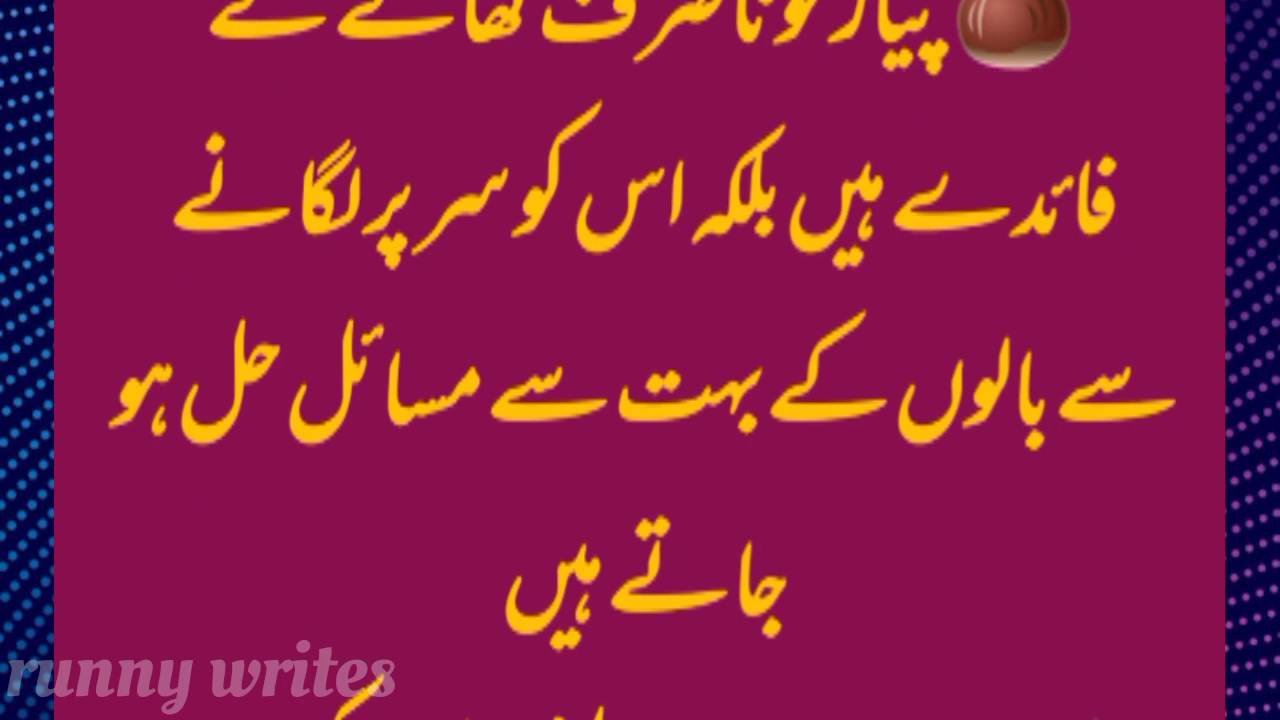 پیاز کو نا صرف کھانے کے
فائدے ہیں بلکہ اس کو سر پر لگانے
سے بالوں کے بہت سے مسائل حل ہو
جاتے ہیں
runny writes